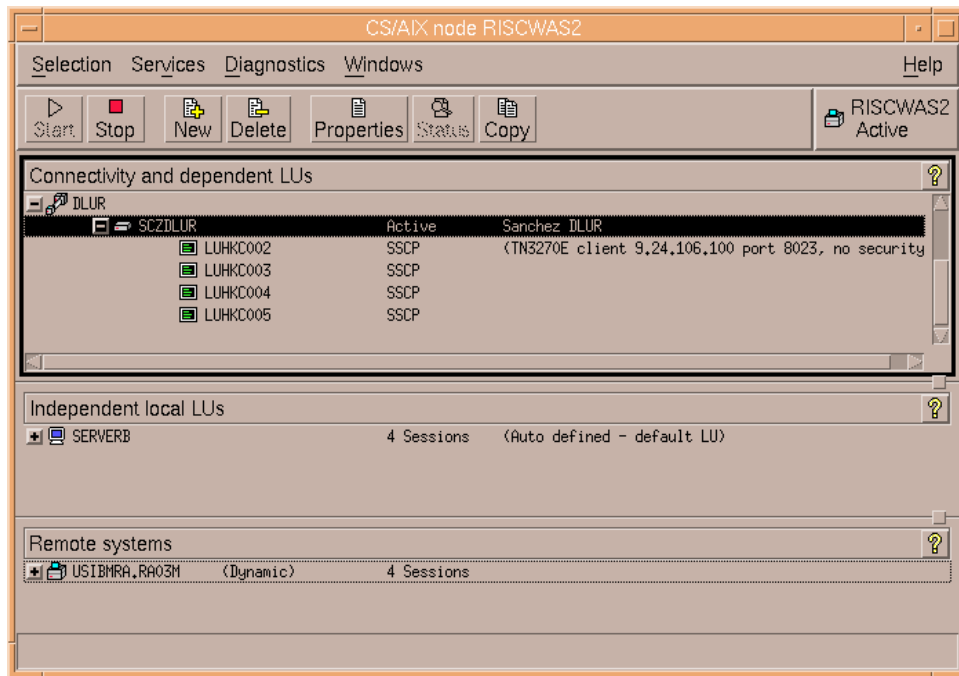 CS/AIX node RISCWAS2
Selection Services Diagnostics Windows Help
Start Stop New Delete Properties Status Copy RISCWAS2 Active
Connectivity and dependent LUs ?
DLUR
SCZDLUR Active Sanchez DLUR
LUHKC002 SSCP (TN3270E client 9.24.106.100 port 8023, no security
LUHKC003 SSCP
LUHKC004 SSCP
LUHKC005 SSCP
Independent local LUs ?
SERVERB 4 Sessions (Auto defined - default LU)
Remote systems ?
USIBMRA.RA03M (Dynamic) 4 Sessions